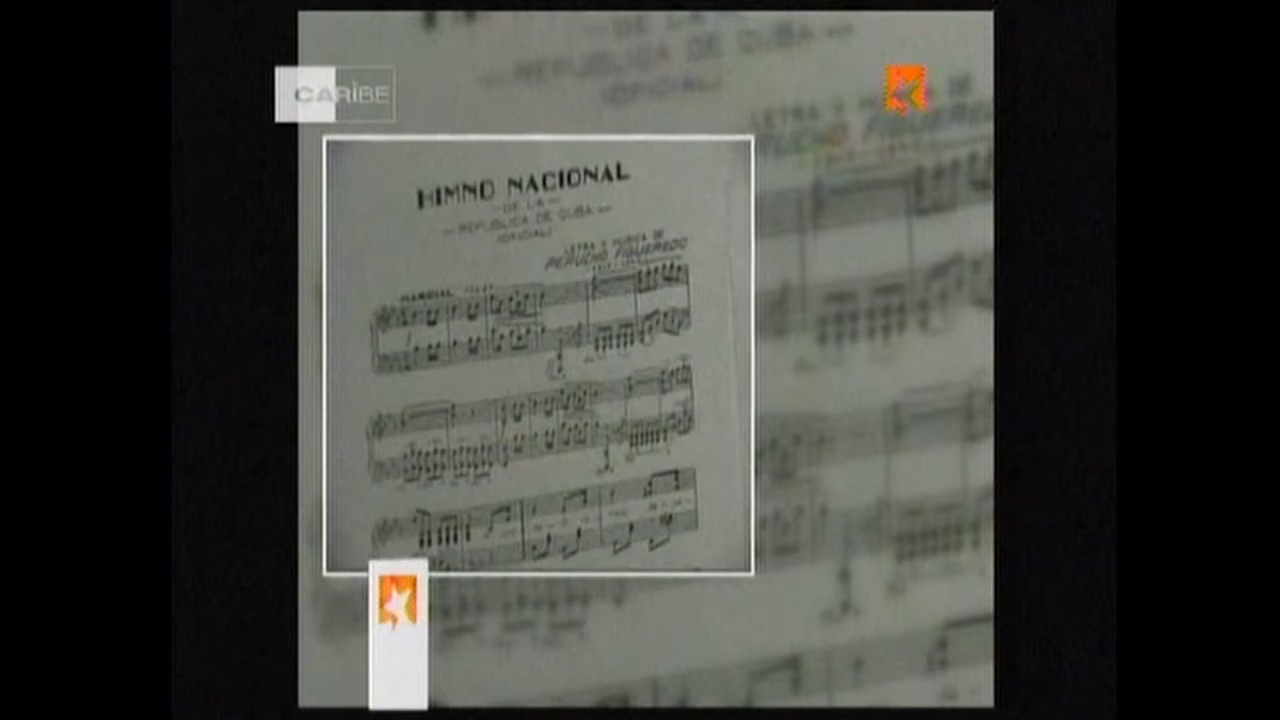 CARIBE
HIMNO NACIONAL
DE LA
REPUBLICA DE CUBA
(OFICIAL)
LETRA Y MUSICA DE
PERUCHO FIGUEREDO
MARCIAL